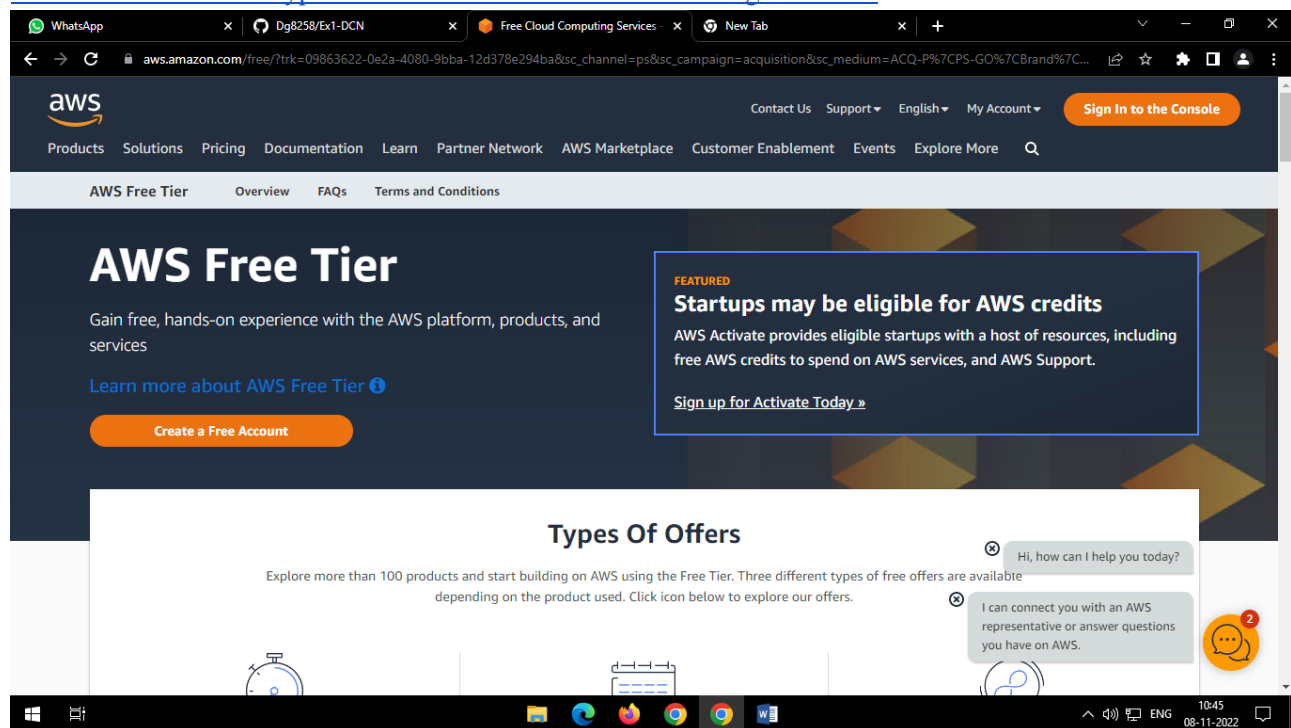 WhatsApp
Dg8258/Ex1-DCN
Free Cloud Computing Services -
New Tab
aws.amazon.com/free/?trk=09863622-0e2a-4080-9bba-12d378e294ba&sc_channel=ps&sc_campaign=acquisition&sc_medium=ACQ-P%7CPS-GO%7CBrand%7C...
aws
Contact Us Support English My Account Sign In to the Console
Products Solutions Pricing Documentation Learn Partner Network AWS Marketplace Customer Enablement Events Explore More
AWS Free Tier Overview FAQs Terms and Conditions
AWS Free Tier
Gain free, hands-on experience with the AWS platform, products, and
services
Learn more about AWS Free Tier
Create a Free Account
FEATURED
Startups may be eligible for AWS credits
AWS Activate provides eligible startups with a host of resources, including
free AWS credits to spend on AWS services, and AWS Support.
Sign up for Activate Today »
Types Of Offers
Explore more than 100 products and start building on AWS using the Free Tier. Three different types of free offers are available
depending on the product used. Click icon below to explore our offers.
Hi, how can I help you today?
I can connect you with an AWS
representative or answer questions
you have on AWS.
2
ENG
10:45
08-11-2022